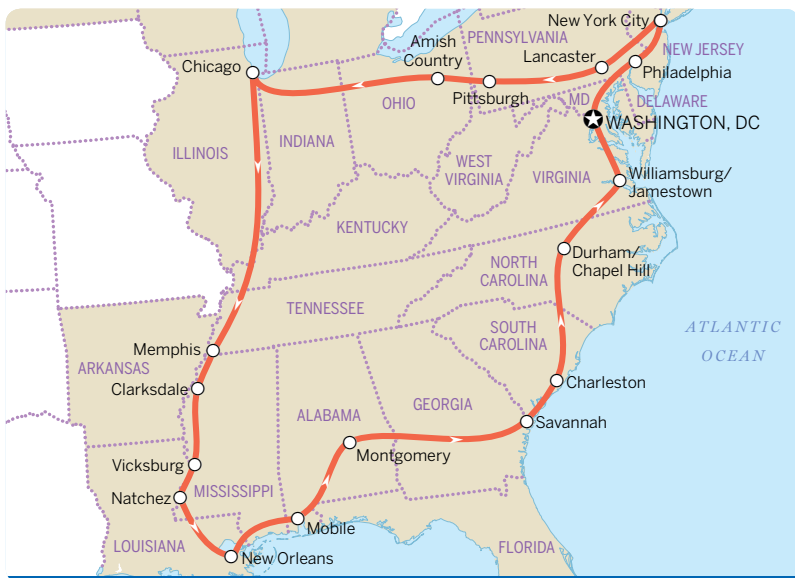 New York City
Amish
Country
PENNSYLVANIA
Lancaster
NEW JERSEY
Chicago
Philadelphia
Pittsburgh
OHIO
MD
DELAWARE
WASHINGTON, DC
INDIANA
ILLINOIS
WEST
VIRGINIA
VIRGINIA
Williamsburg/
Jamestown
KENTUCKY
Durham/
Chapel Hill
NORTH
CAROLINA
TENNESSEE
SOUTH
CAROLINA
ATLANTIC
OCEAN
Memphis
ARKANSAS
Clarksdale
Charleston
GEORGIA
ALABAMA
Savannah
Montgomery
Vicksburg
MISSISSIPPI
Natchez
Mobile
LOUISIANA
New Orleans
FLORIDA